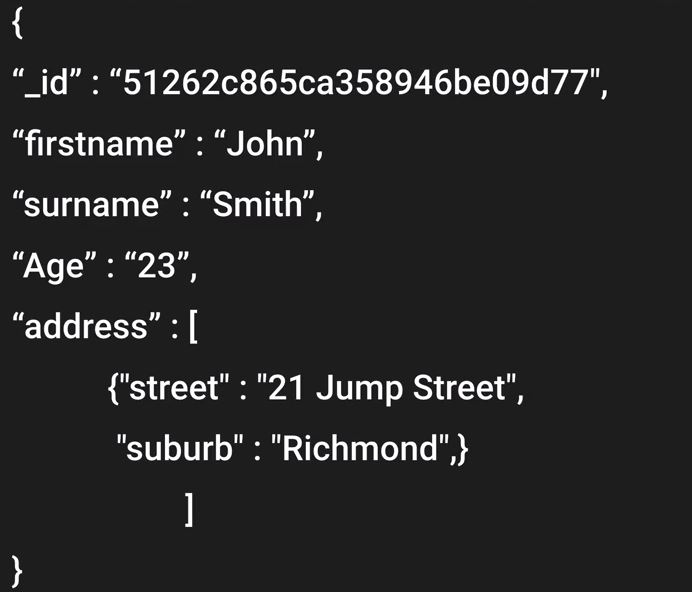 {
“_id” : “51262c865ca358946be09d77",
“firstname” : “John”,
“surname” : “Smith”,
“Age” : “23”,
“address” : [
{"street" : "21 Jump Street",
"suburb" : "Richmond",}
]
}